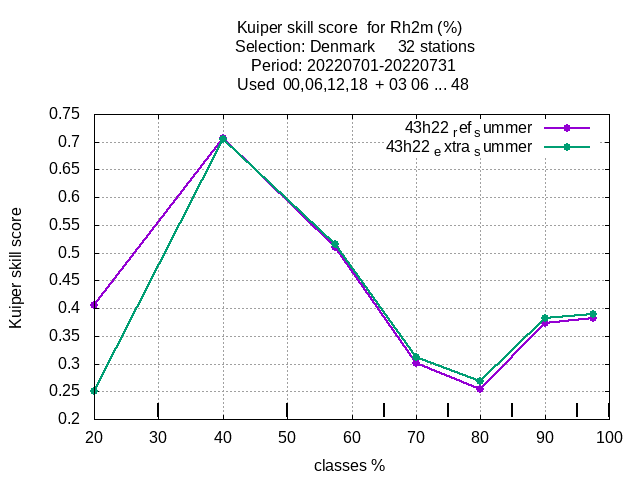 Kuiper skill score  for Rh2m (%)
Selection: Denmark     32 stations
Period: 20220701-20220731
Used  00,06,12,18  + 03 06 ... 48
43h22 ref summer
43h22 extra summer
0.75
0.7
0.65
0.6
0.55
0.5
0.45
0.4
0.35
0.3
0.25
0.2
Kuiper skill score
20 30 40 50 60 70 80 90 100
classes %